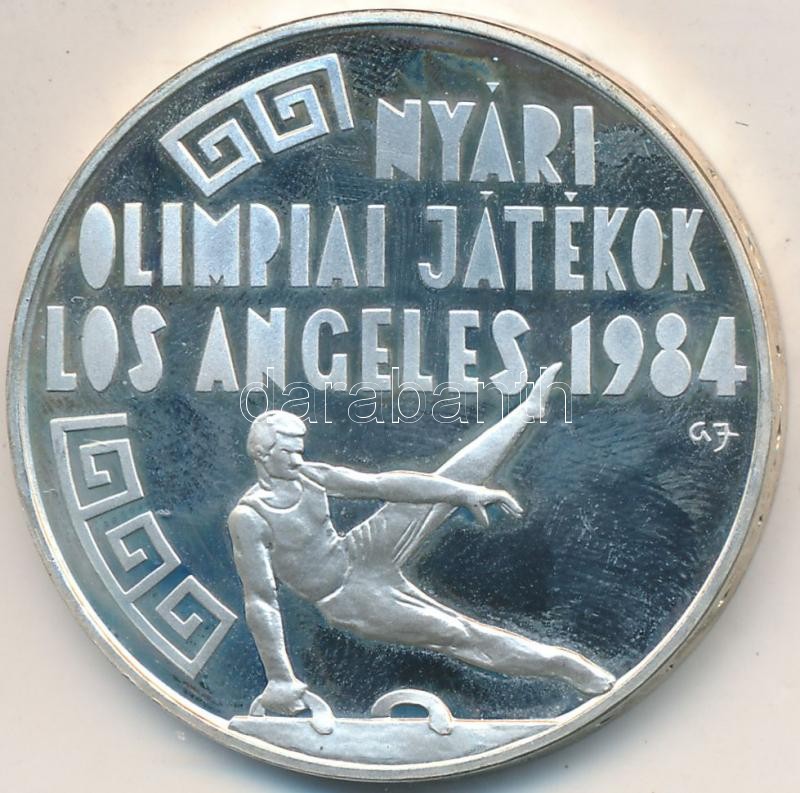 NYÁRI
OLIMPIAI JÁTÉKOK
LOS ANGELES 1984
darabanth
GJ